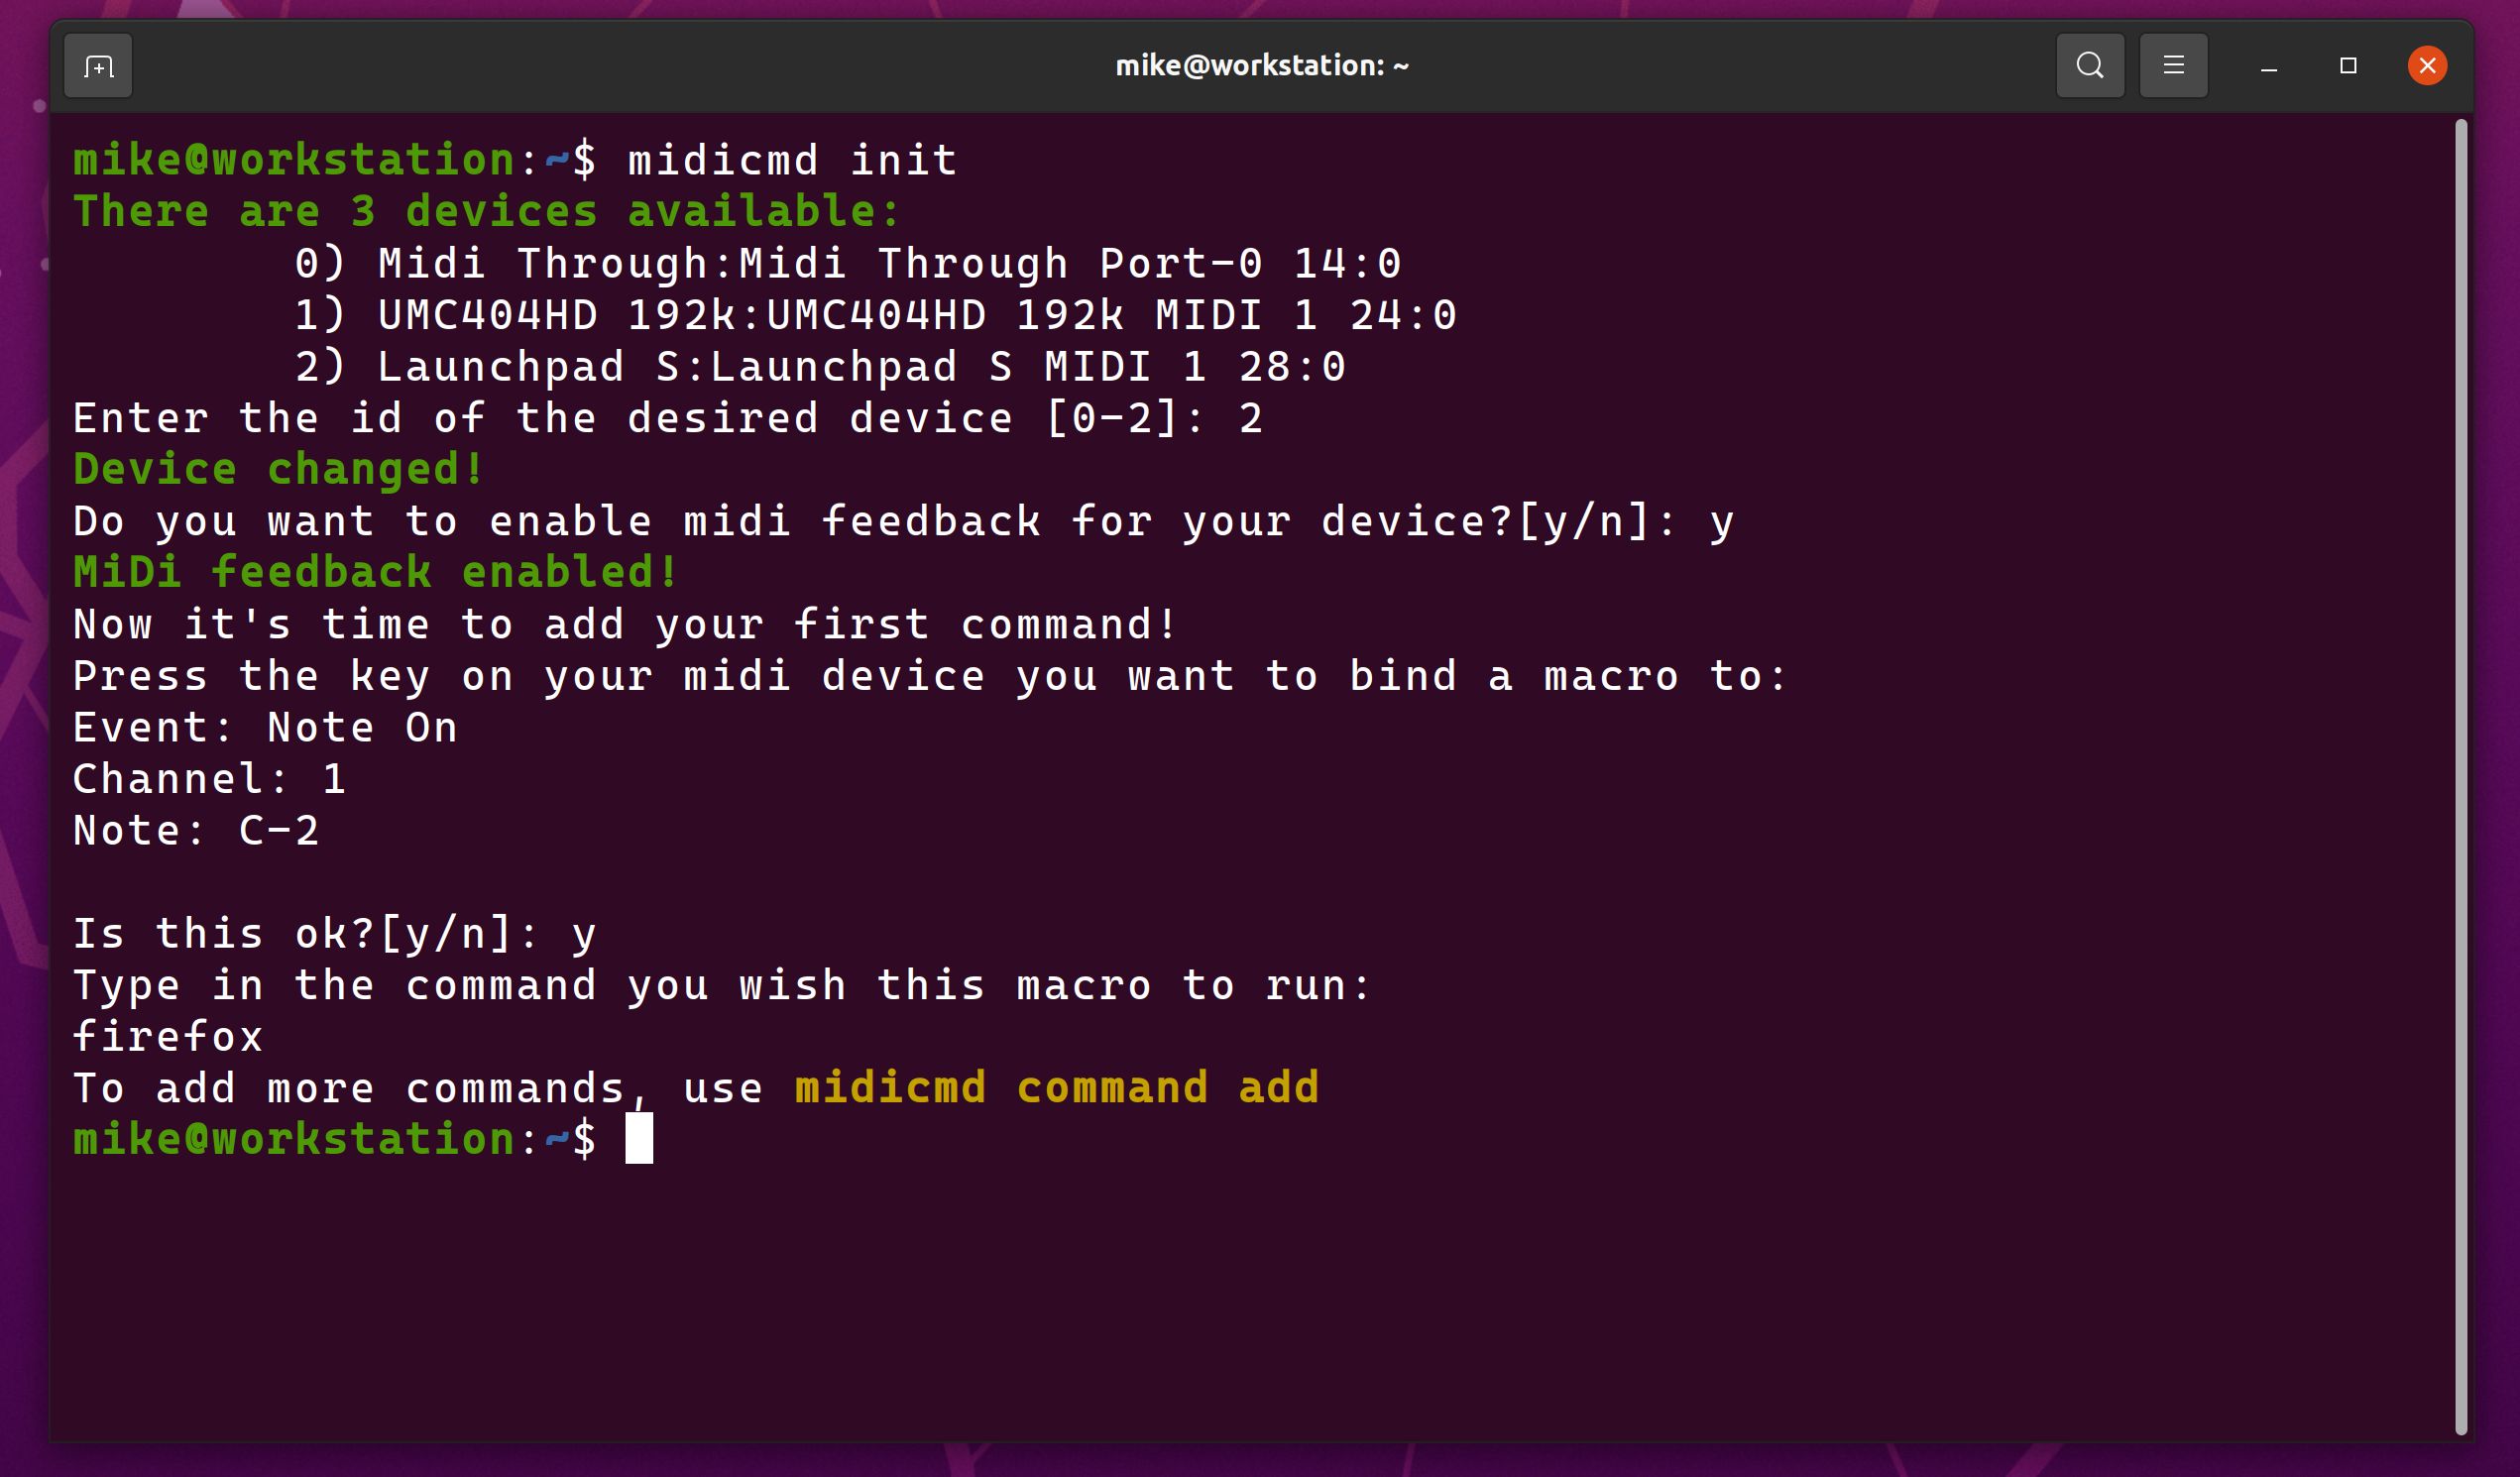 mike@workstation: ~
mike@workstation:~$ midicmd init
There are 3 devices available:
        0) Midi Through:Midi Through Port-0 14:0
        1) UMC404HD 192k:UMC404HD 192k MIDI 1 24:0
        2) Launchpad S:Launchpad S MIDI 1 28:0
Enter the id of the desired device [0-2]: 2
Device changed!
Do you want to enable midi feedback for your device?[y/n]: y
MiDi feedback enabled!
Now it's time to add your first command!
Press the key on your midi device you want to bind a macro to:
Event: Note On
Channel: 1
Note: C-2

Is this ok?[y/n]: y
Type in the command you wish this macro to run:
firefox
To add more commands, use midicmd command add
mike@workstation:~$